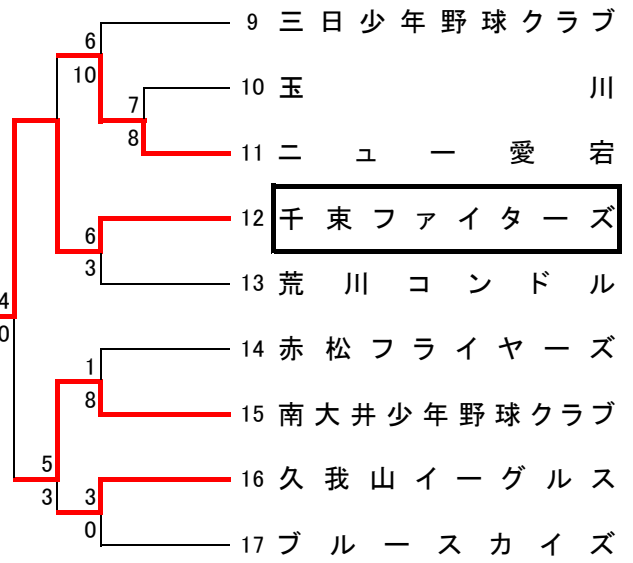 9 三日少年野球クラブ
6
10
10 玉川
7
8
11 ニュー愛宕
12 千束ファイターズ
6
3
13 荒川コンドル
4
0
14 赤松フライヤーズ
1
8
15 南大井少年野球クラブ
5
3
16 久我山イーグルス
3
0
17 ブルースカイズ